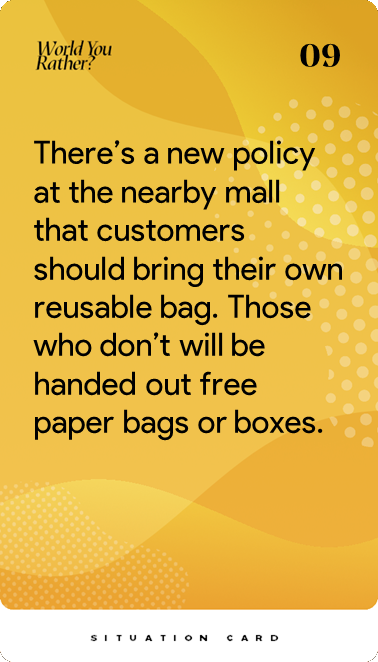 World You
Rather?
09
There’s a new policy
at the nearby mall
that customers
should bring their own
reusable bag. Those
who don’t will be
handed out free
paper bags or boxes.
SITUATION CARD